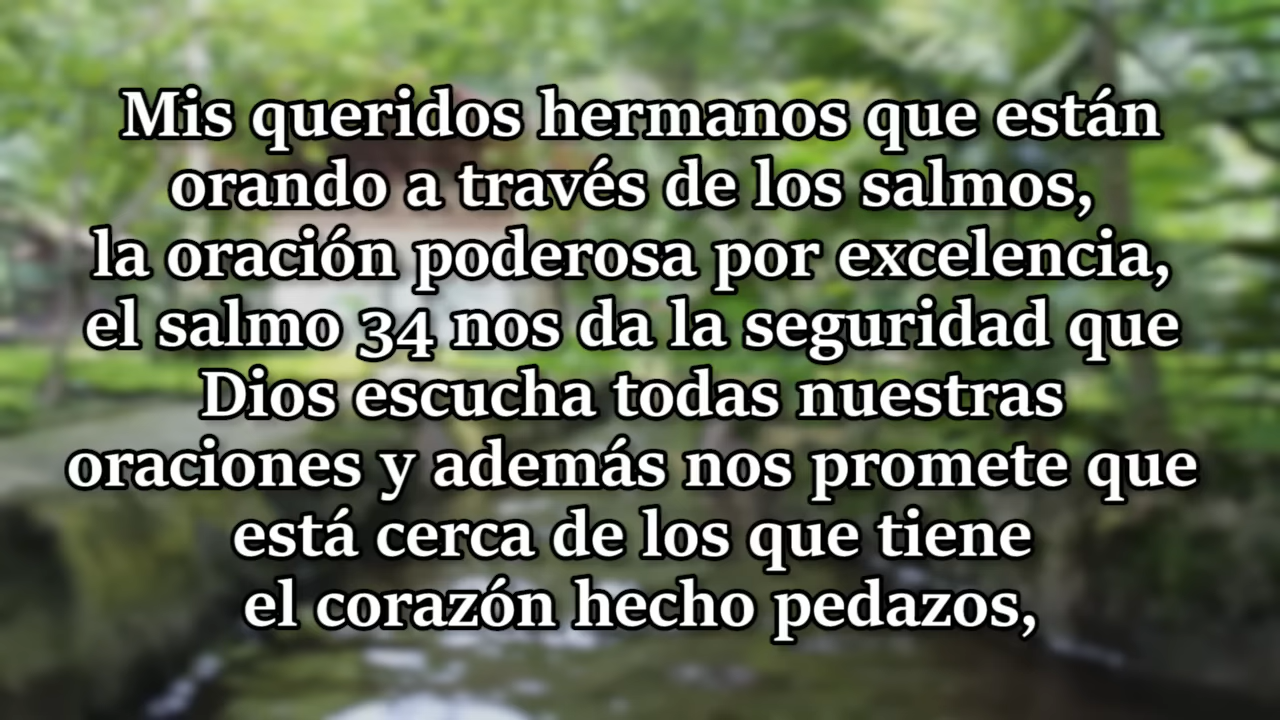 Mis queridos hermanos que están
orando a través de los salmos,
la oración poderosa por excelencia,
el salmo 34 nos da la seguridad que
Dios escucha todas nuestras
oraciones y además nos promete que
está cerca de los que tiene
el corazón hecho pedazos,